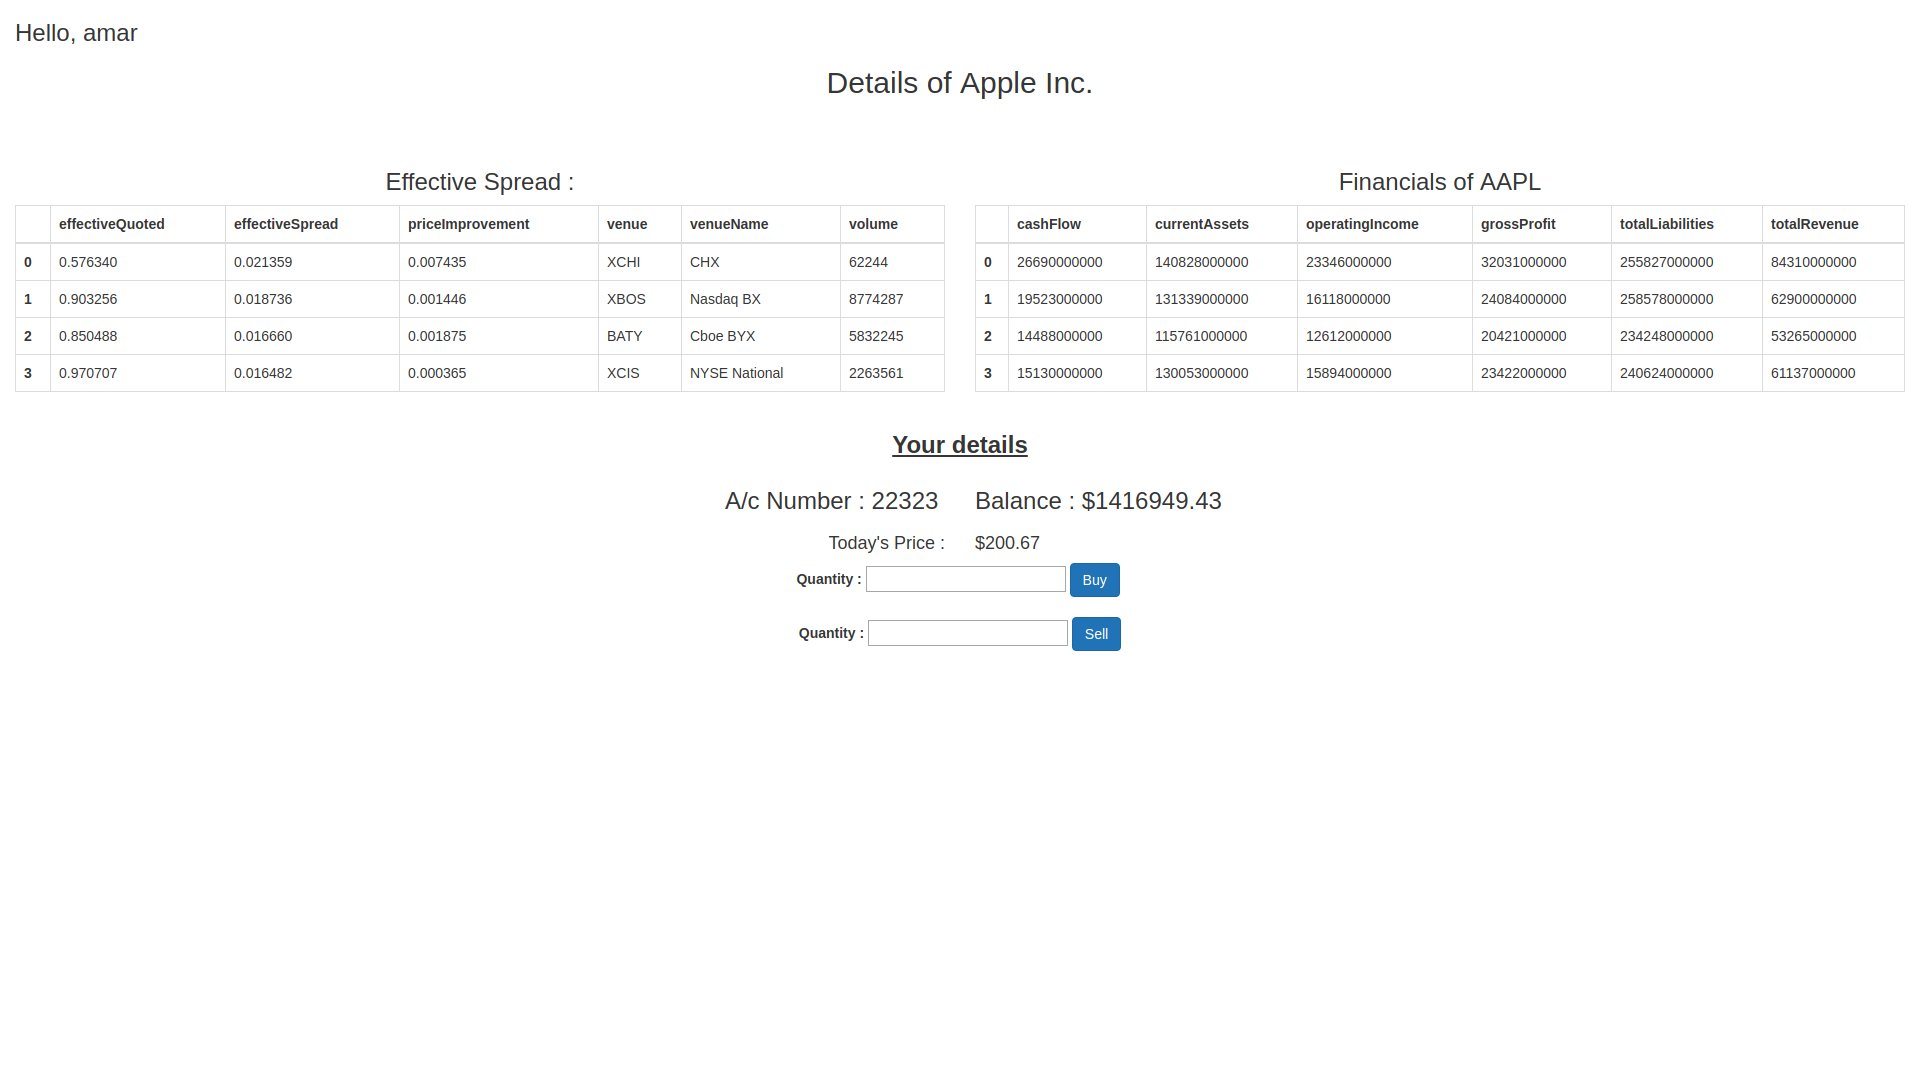 Hello, amar
Details of Apple Inc.
Effective Spread :
effectiveQuoted effectiveSpread priceImprovement venue venueName volume
0 0.576340 0.021359 0.007435 XCHI CHX 62244
1 0.903256 0.018736 0.001446 XBOS Nasdaq BX 8774287
2 0.850488 0.016660 0.001875 BATY Cboe BYX 5832245
3 0.970707 0.016482 0.000365 XCIS NYSE National 2263561
Financials of AAPL
cashFlow currentAssets operatingIncome grossProfit totalLiabilities totalRevenue
0 26690000000 140828000000 23346000000 32031000000 255827000000 84310000000
1 19523000000 131339000000 16118000000 24084000000 258578000000 62900000000
2 14488000000 115761000000 12612000000 20421000000 234248000000 53265000000
3 15130000000 130053000000 15894000000 23422000000 240624000000 61137000000
Your details
A/c Number : 22323 Balance : $1416949.43
Today's Price : $200.67
Quantity : Buy
Quantity : Sell